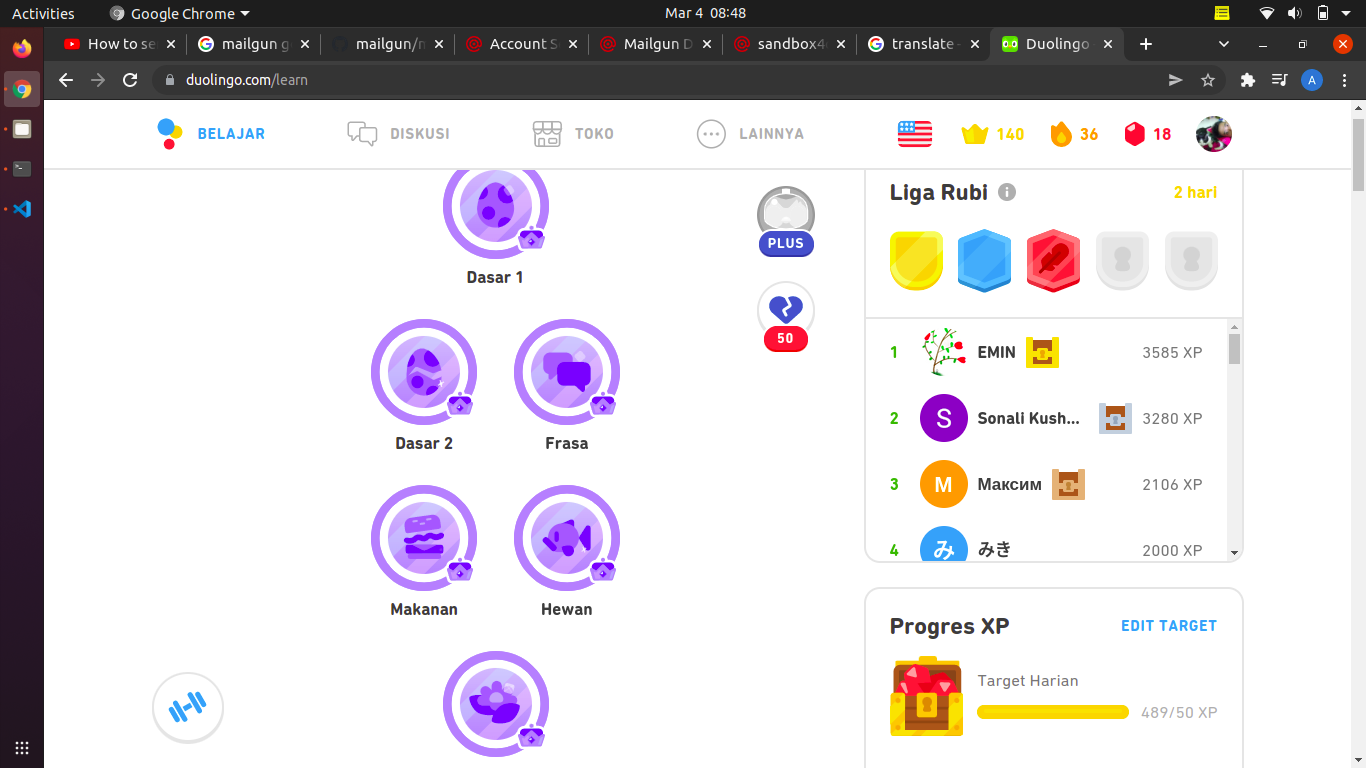 Activities
Google Chrome
Mar 4 08:48
How to se
mailgun g
mailgun/n
Account S
Mailgun D
sandbox4
translate -
Duolingo
duolingo.com/learn
A
BELAJAR
DISKUSI
TOKO
LAINNYA
140
36
18
Dasar 1
PLUS
50
Dasar 2
Frasa
Makanan
Hewan
Liga Rubi
2 hari
1 EMIN 3585 XP
2 S Sonali Kush... 3280 XP
3 М Максим 2106 XP
4 み みき 2000 XP
Progres XP
EDIT TARGET
Target Harian
489/50 XP